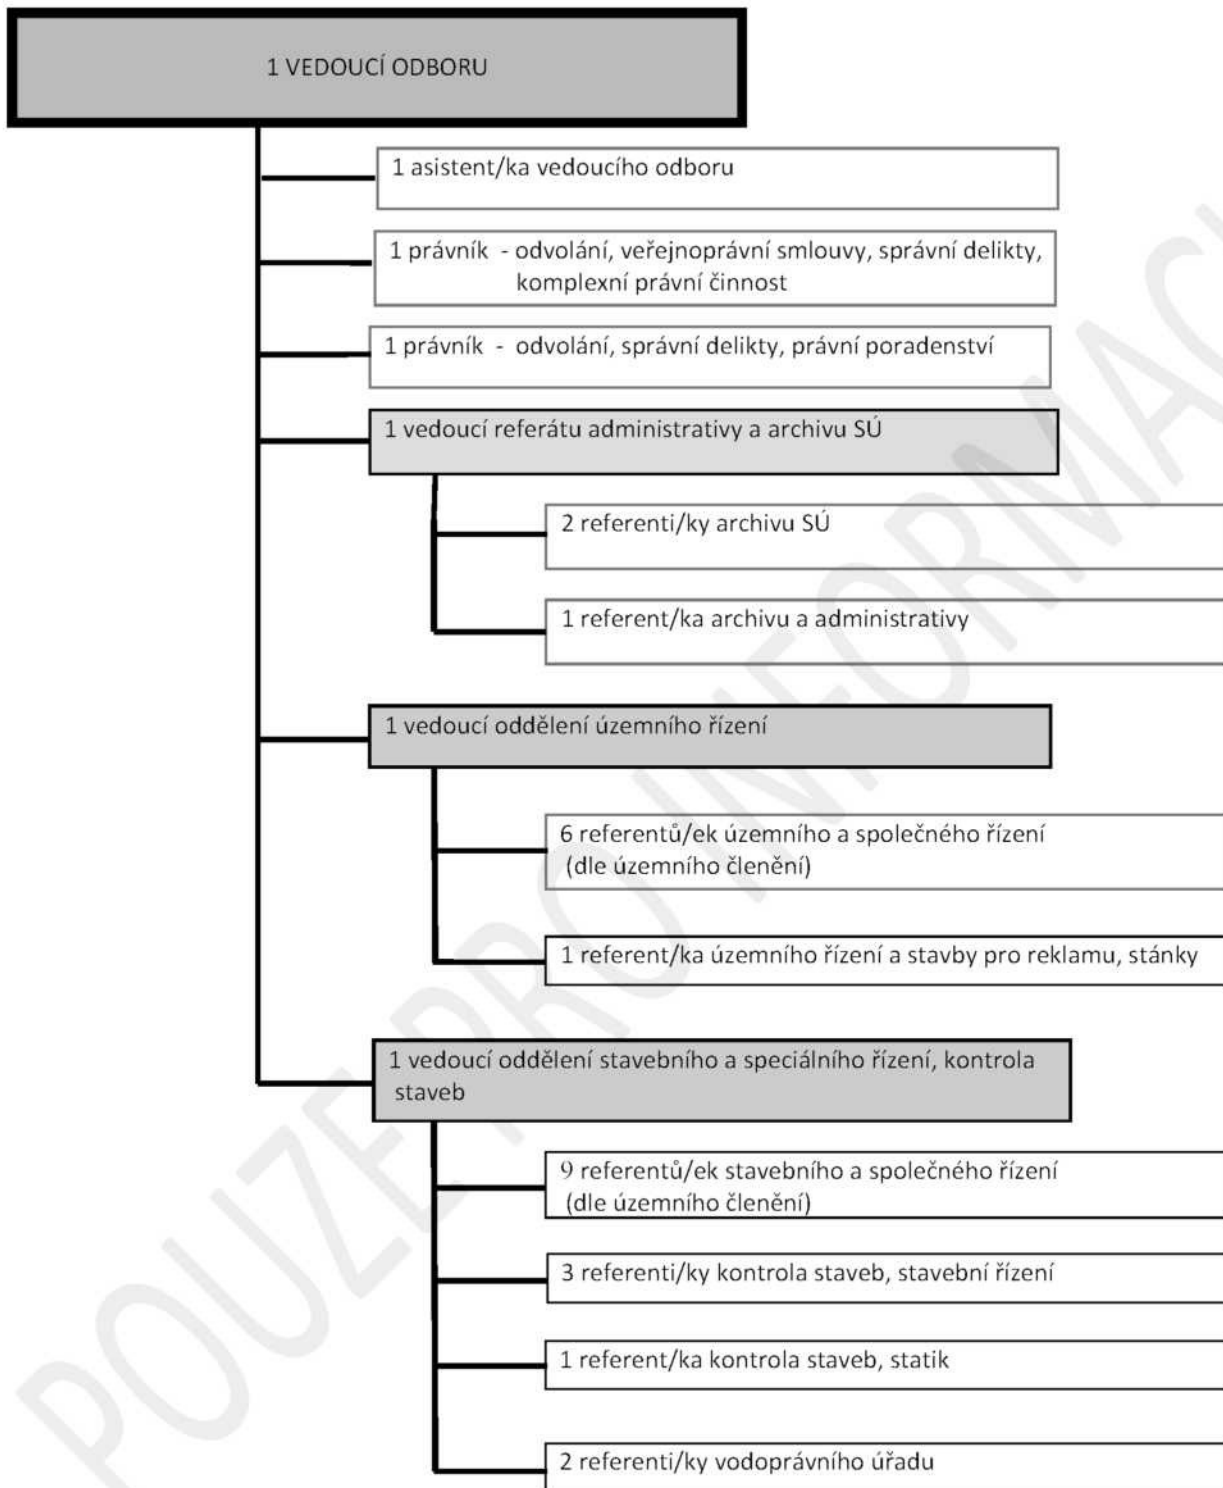 1 VEDOUCÍ ODBORU
1 asistent/ka vedoucího odboru
1 právník - odvolání, veřejnoprávní smlouvy, správní delikty,
komplexní právní činnost
1 právník - odvolání, správní delikty, právní poradenství
1 vedoucí referátu administrativy a archivu SÚ
2 referenti/ky archivu SÚ
1 referent/ka archivu a administrativy
1 vedoucí oddělení územního řízení
6 referentů/ek územního a společného řízení
(dle územního členění)
1 referent/ka územního řízení a stavby pro reklamu, stánky
1 vedoucí oddělení stavebního a speciálního řízení, kontrola
staveb
9 referentů/ek stavebního a společného řízení
(dle územního členění)
3 referenti/ky kontrola staveb, stavební řízení
1 referent/ka kontrola staveb, statik
2 referenti/ky vodoprávního úřadu
POUZE PRO INFORMACI